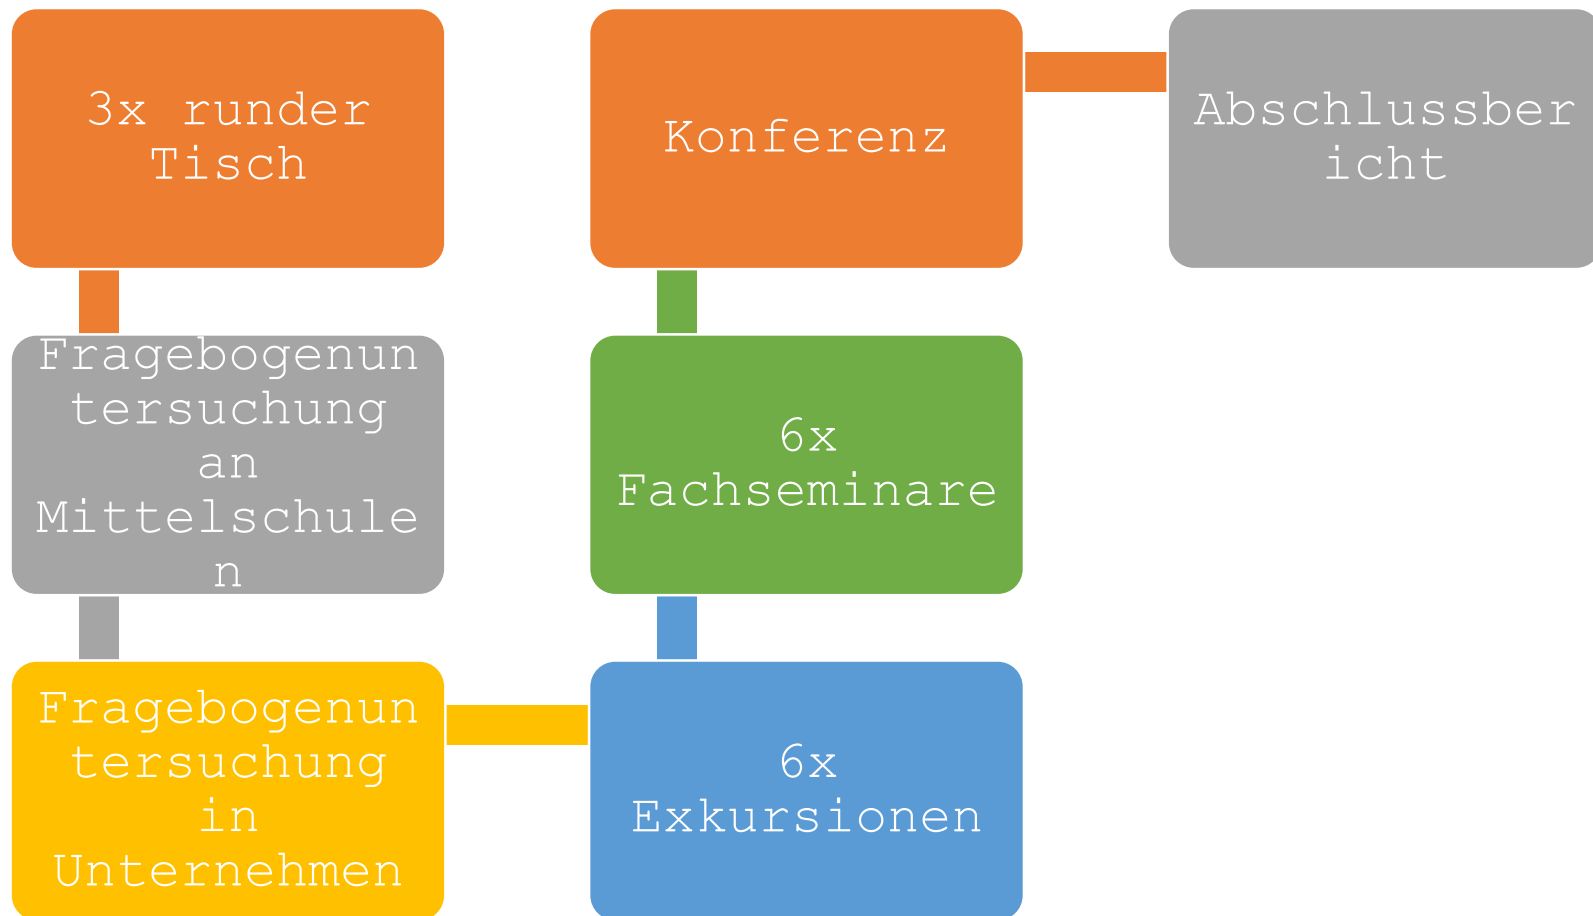 3x runder
Tisch
Fragebogenun
tersuchung
an
Mittelschule
n
Fragebogenun
tersuchung
in
Unternehmen
6x
Exkursionen
6x
Fachseminare
Konferenz
Abschlussber
icht